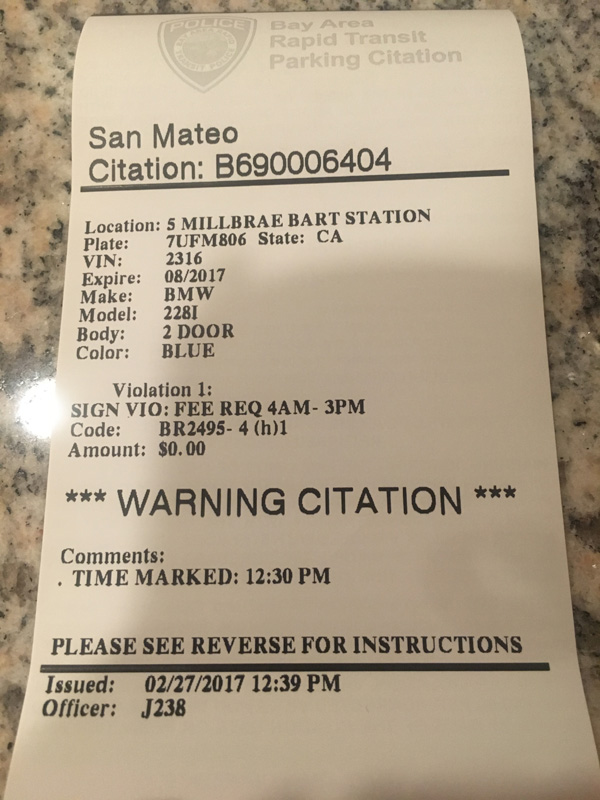 POLICE
Bay Area
Rapid Transit
Parking Citation
San Mateo
Citation: B690006404
Location: 5 MILLBRAE BART STATION
Plate: 7UFM806 State: CA
VIN: 2316
Expire: 08/2017
Make: BMW
Model: 228I
Body: 2 DOOR
Color: BLUE
Violation 1:
SIGN VIO: FEE REQ 4AM- 3PM
Code: BR2495- 4 (h)1
Amount: $0.00
*** WARNING CITATION ***
Comments:
. TIME MARKED: 12:30 PM
PLEASE SEE REVERSE FOR INSTRUCTIONS
Issued: 02/27/2017 12:39 PM
Officer: J238